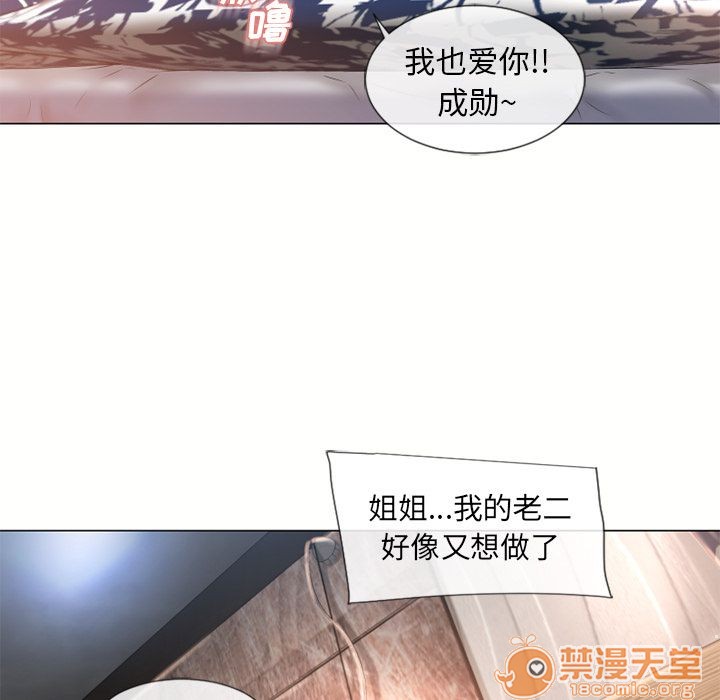 噜
我也爱你!!
成勋~
姐姐...我的老二
好像又想做了
禁漫天堂
18comic.org